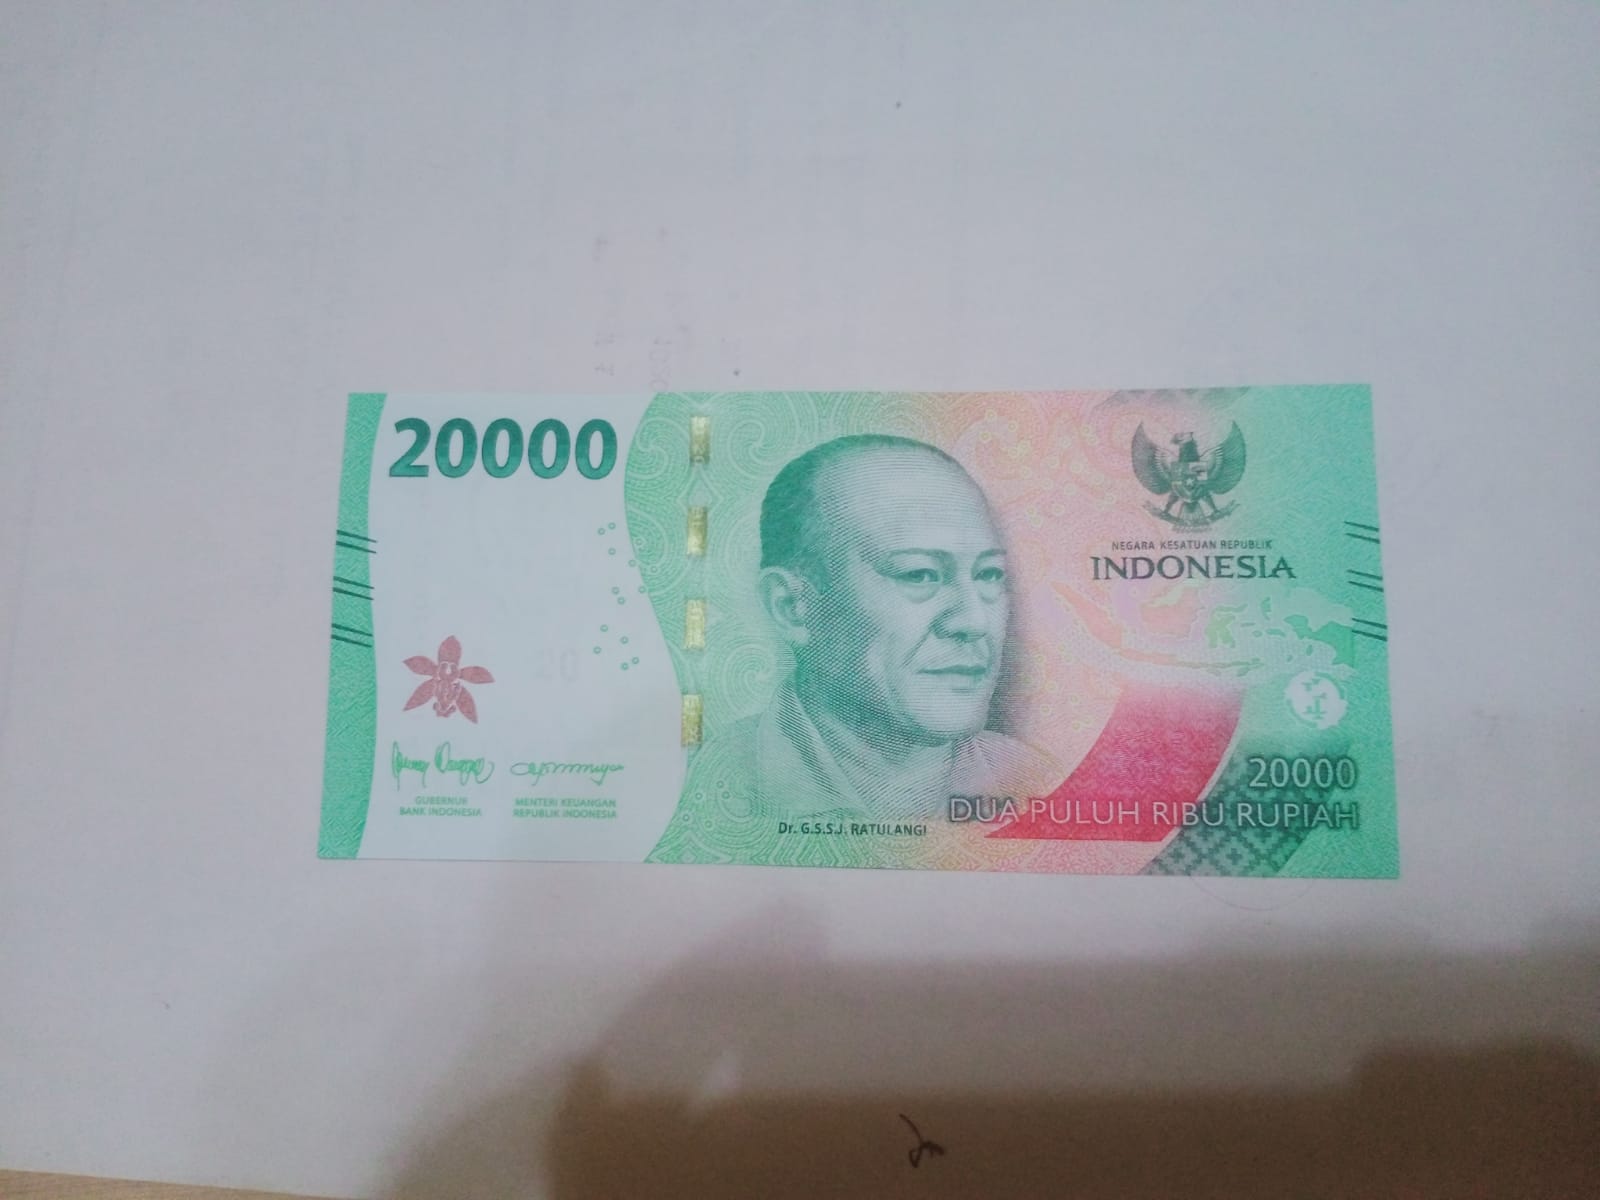 20000
NEGARA KESATUAN REPUBLIK
INDONESIA
20
GUBERNUR
BANK INDONESIA
MENTERI KEUANGAN
REPUBLIK INDONESIA
Dr. G.S.S.J. RATULANGI
20000
DUA PULUH RIBU RUPIAH